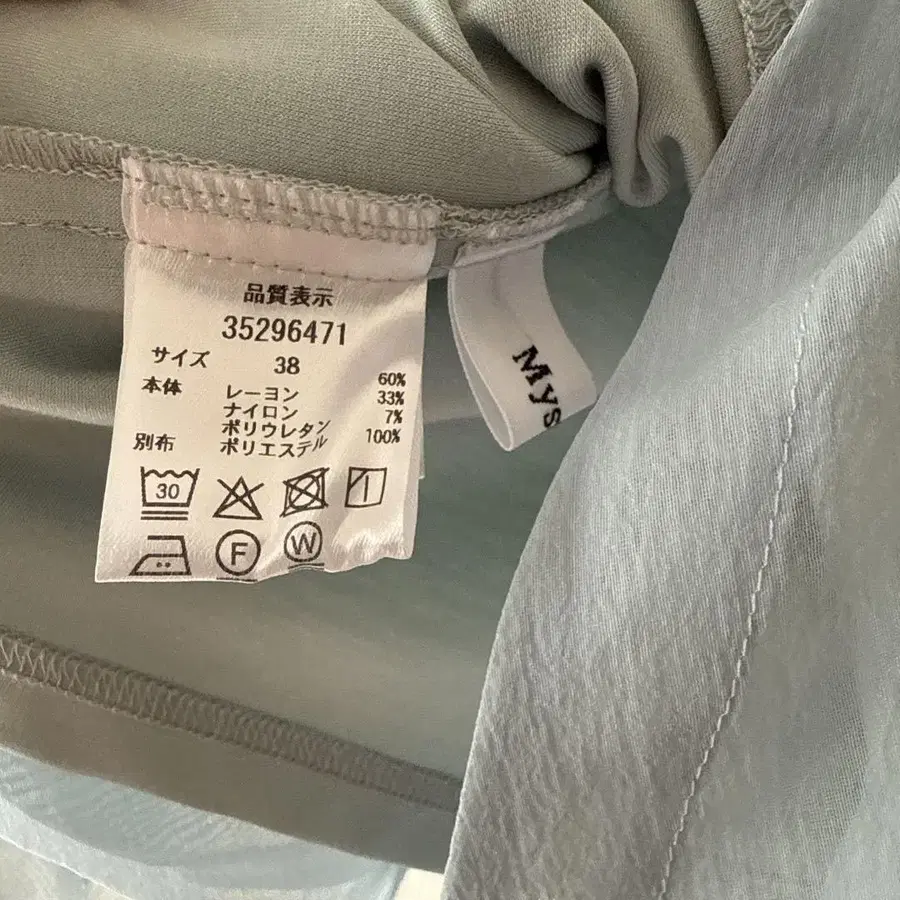 品質表示
35296471
サイズ 38
本体 レーヨン 60%
ナイロン 33%
ポリウレタン 7%
別布 ポリエステル 100%
30
F W
Mys